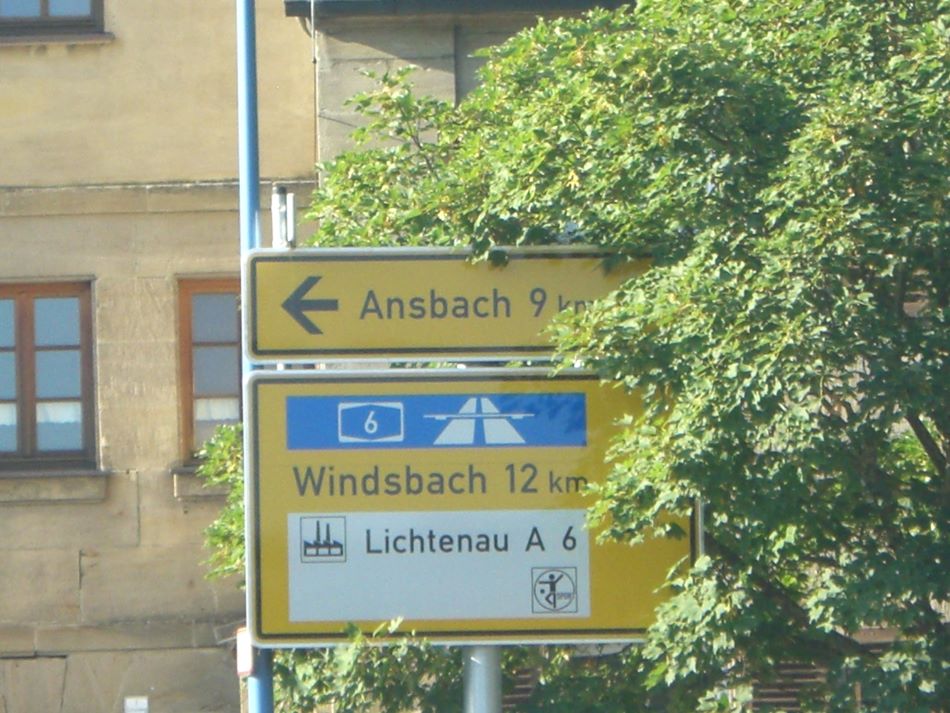 Ansbach 9 km
6
Windsbach 12 km
Lichtenau A 6